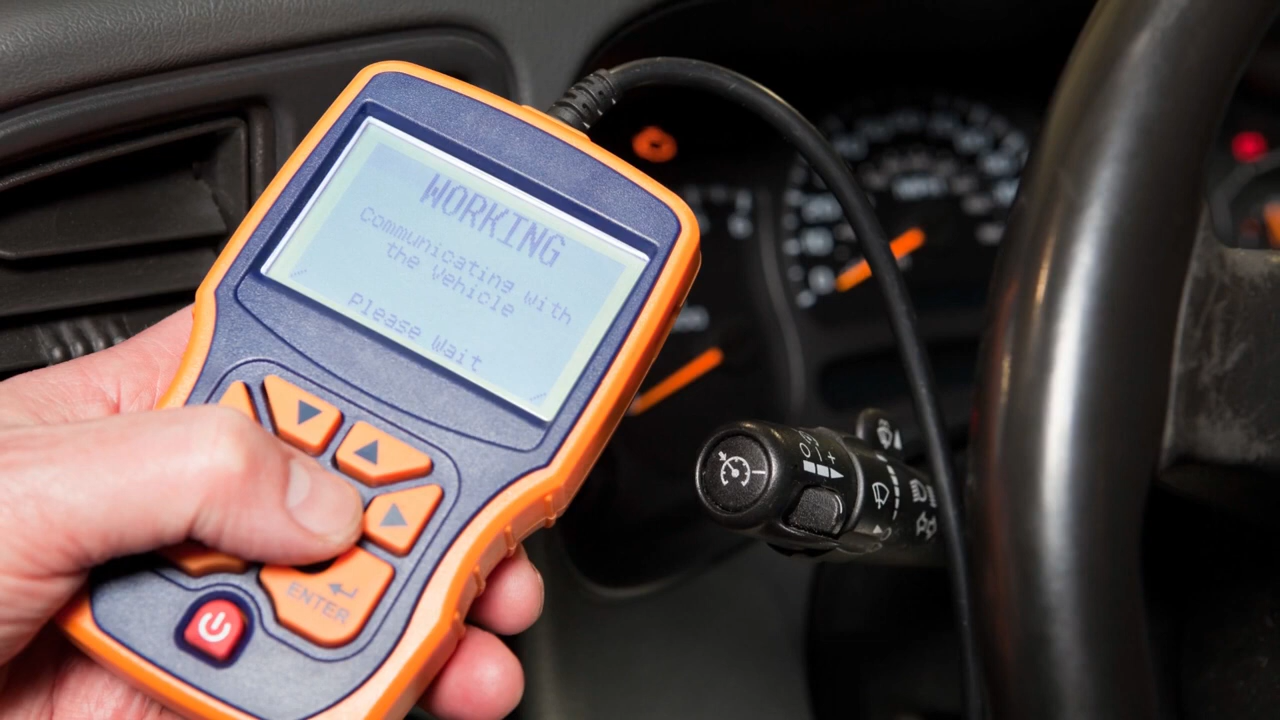 WORKING
Communicating with
the Vehicle
Please Wait
ENTER